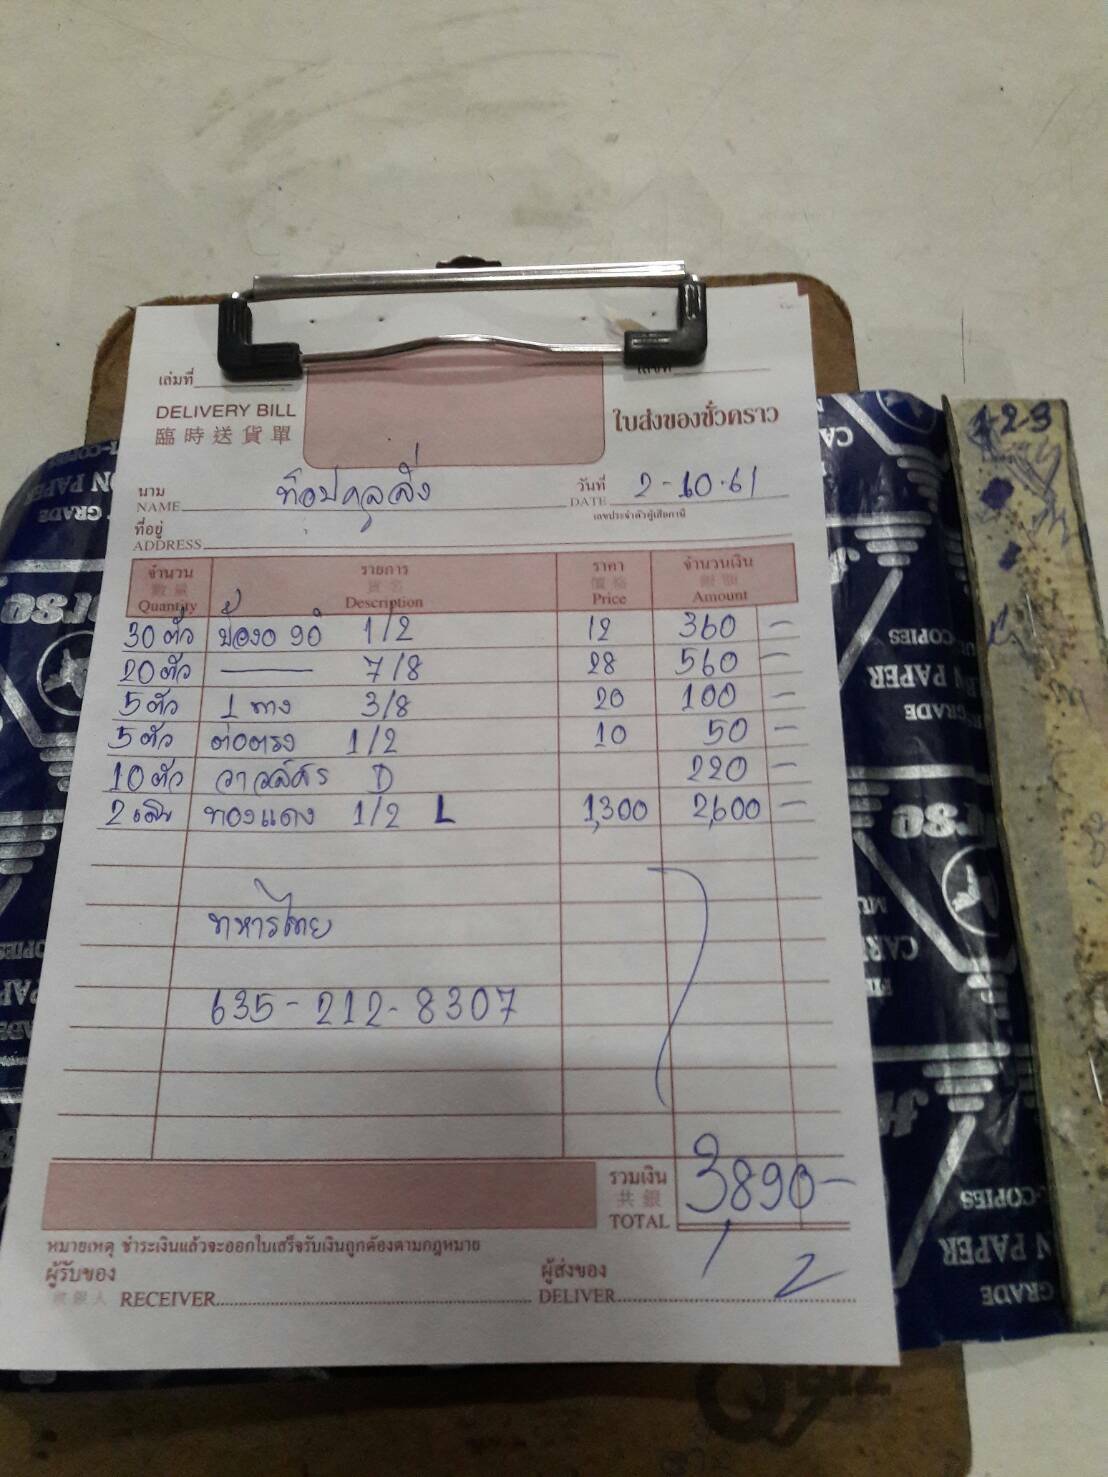 เล่มที่
เลขที่
DELIVERY BILL
臨時送貨單
ใบส่งของชั่วคราว
นาม
NAME
ท็อปคูลลิ่ง
วันที่
DATE
2-10-61
เลขประจำตัวผู้เสียภาษี
ที่อยู่
ADDRESS
จำนวน รายการ ราคา จำนวนเงิน
數量 貨名 價格 銀額
Quantity Description Price Amount
30 ตัว ข้องอ 90 1/2 12 360 -
20 ตัว —— 7/8 28 560 -
5 ตัว 1 ทาง 3/8 20 100 -
5 ตัว ต่อตรง 1/2 10 50 -
10 ตัว วาวล์ศร D 220 -
2 เส้น ทองแดง 1/2 L 1,300 2,600 -
ทหารไทย
635-212-8307
รวมเงิน
共銀
TOTAL
3,890-
หมายเหตุ ชำระเงินแล้วจะออกใบเสร็จรับเงินถูกต้องตามกฎหมาย
ผู้รับของ
RECEIVER
ผู้ส่งของ
DELIVER
1-2-3
CARBON PAPER
COPIES
GRADE
Horse